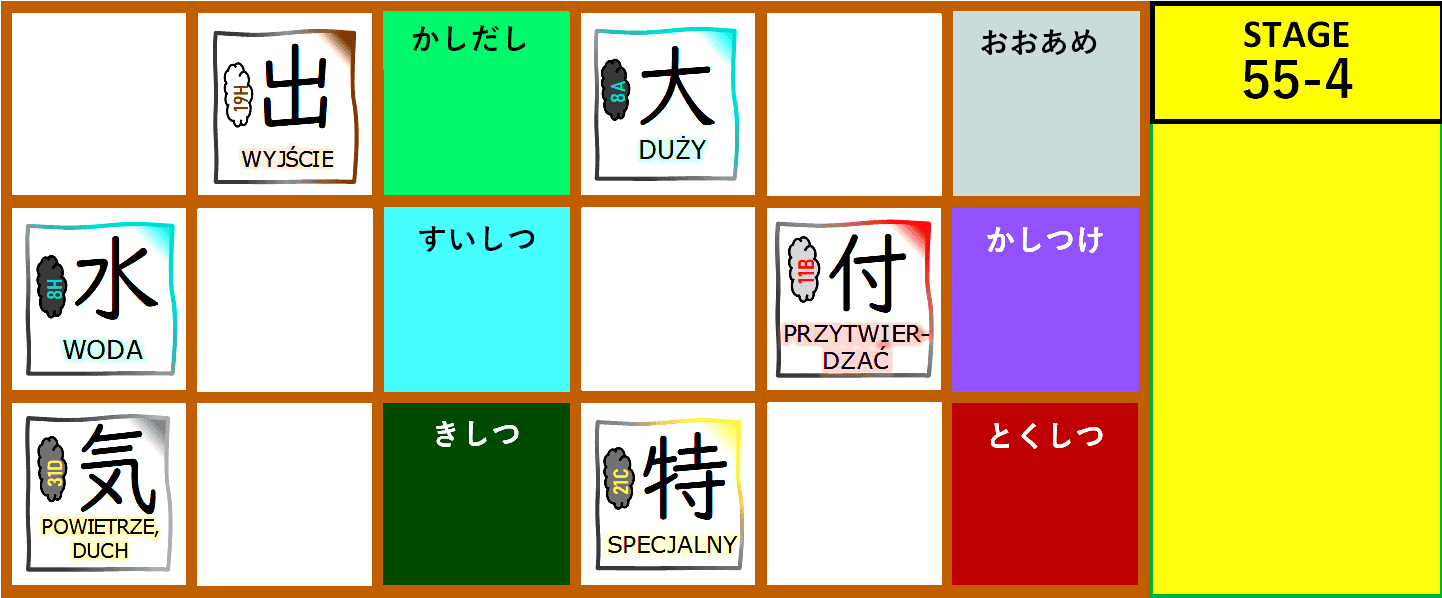 19H
出
WYJŚCIE
かしだし
8A
大
DUŻY
おおあめ
STAGE
55-4
8H
水
WODA
すいしつ
11B
付
PRZYTWIER-
DZAĆ
かしつけ
31D
気
POWIETRZE,
DUCH
きしつ
21C
特
SPECJALNY
とくしつ